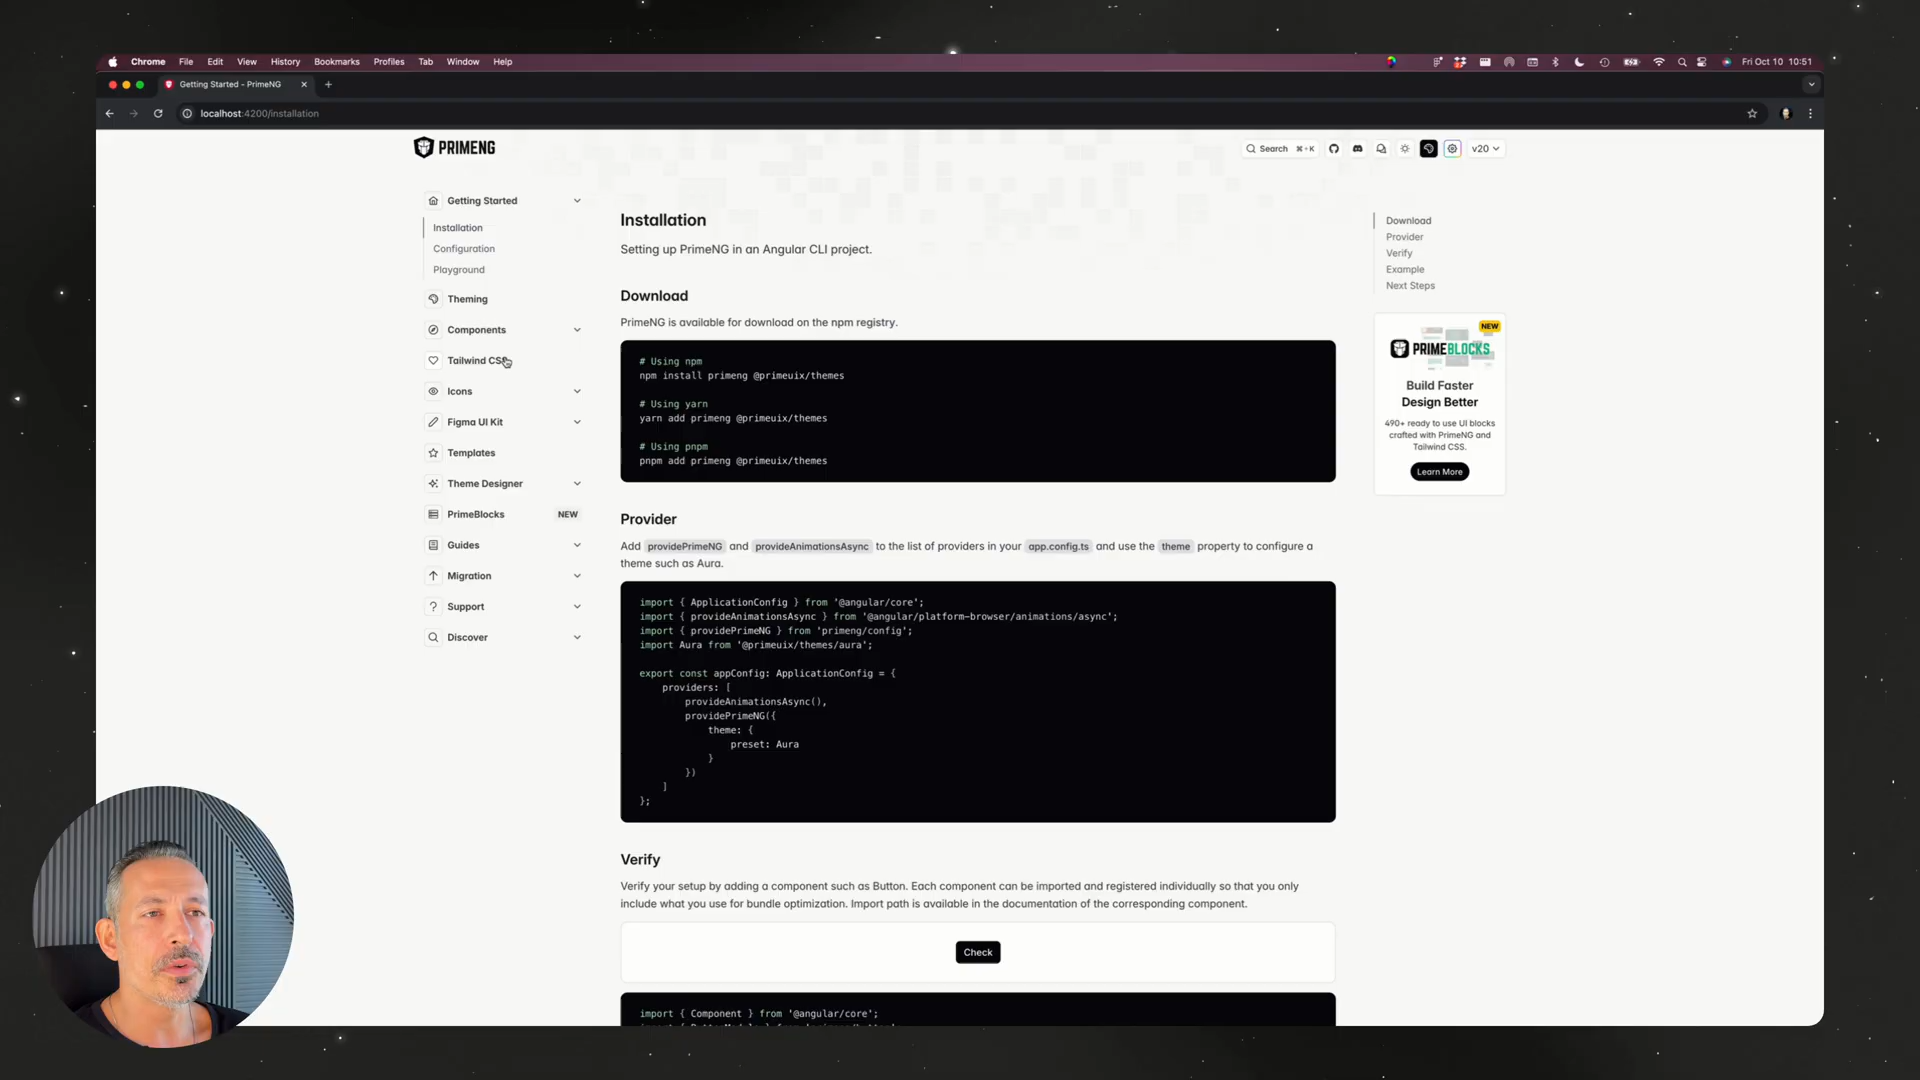 Chrome File Edit View History Bookmarks Profiles Tab Window Help
Fri Oct 10 10:51
Getting Started - PrimeNG
localhost:4200/installation
PRIMENG
Search ⌘+K
v20
Getting Started
Installation
Configuration
Playground
Theming
Components
Tailwind CSS
Icons
Figma UI Kit
Templates
Theme Designer
PrimeBlocks NEW
Guides
Migration
Support
Discover
Installation
Setting up PrimeNG in an Angular CLI project.
Download
PrimeNG is available for download on the npm registry.
# Using npm
npm install primeng @primeuix/themes
# Using yarn
yarn add primeng @primeuix/themes
# Using pnpm
pnpm add primeng @primeuix/themes
Provider
Add providePrimeNG and provideAnimationsAsync to the list of providers in your app.config.ts and use the theme property to configure a
theme such as Aura.
import { ApplicationConfig } from '@angular/core';
import { provideAnimationsAsync } from '@angular/platform-browser/animations/async';
import { providePrimeNG } from 'primeng/config';
import Aura from '@primeuix/themes/aura';
export const appConfig: ApplicationConfig = {
providers: [
provideAnimationsAsync(),
providePrimeNG({
theme: {
preset: Aura
}
})
]
};
Verify
Verify your setup by adding a component such as Button. Each component can be imported and registered individually so that you only
include what you use for bundle optimization. Import path is available in the documentation of the corresponding component.
Check
import { Component } from '@angular/core';
Download
Provider
Verify
Example
Next Steps
NEW
PRIMEBLOCKS
Build Faster
Design Better
490+ ready to use UI blocks
crafted with PrimeNG and
Tailwind CSS.
Learn More